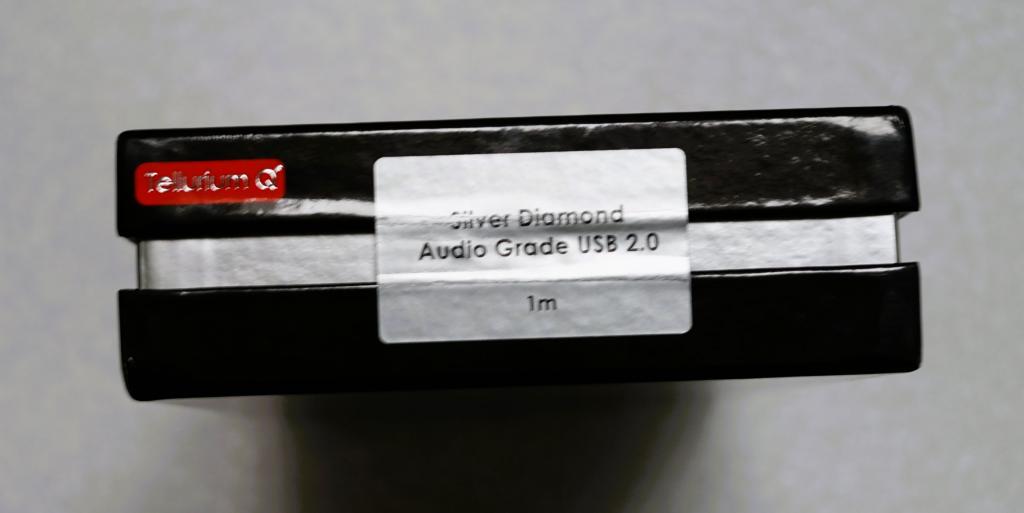 Tellurium Q
Silver Diamond
Audio Grade USB 2.0
1m